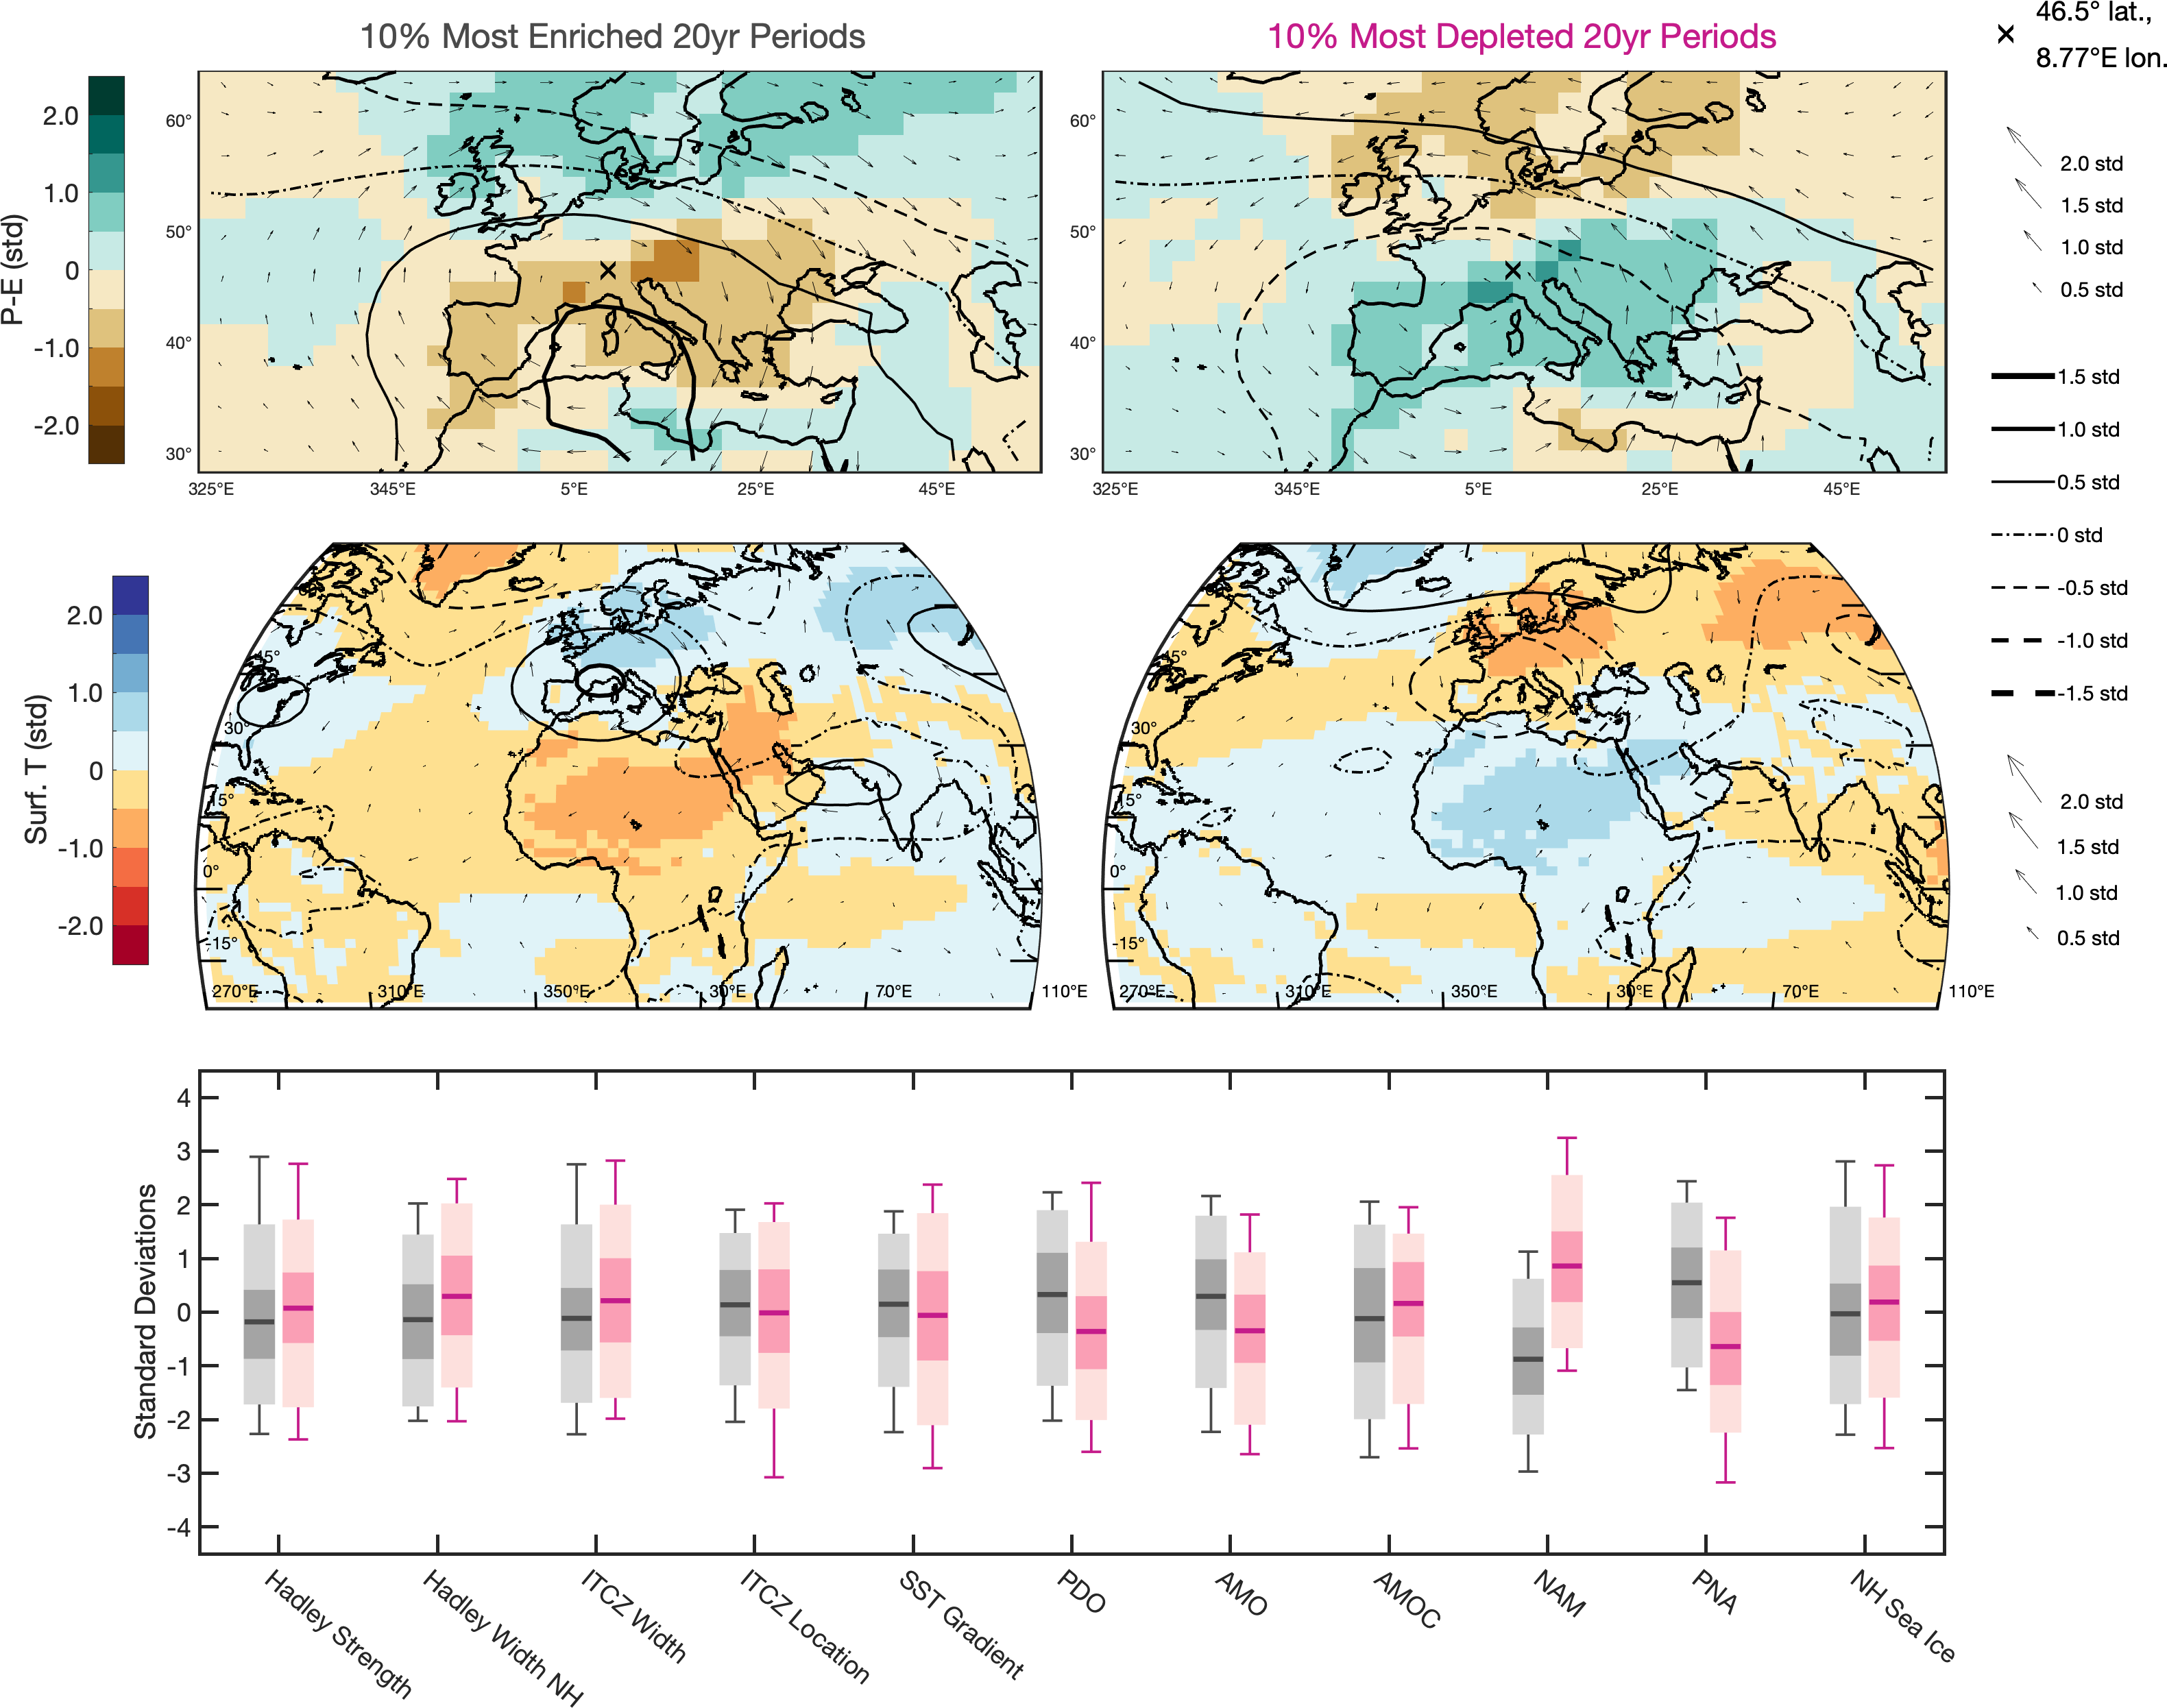 10% Most Enriched 20yr Periods
10% Most Depleted 20yr Periods
46.5° lat.,
8.77°E lon.
P-E (std)
2.0
1.0
0
-1.0
-2.0
60°
50°
40°
30°
325°E
345°E
5°E
25°E
45°E
60°
50°
40°
30°
325°E
345°E
5°E
25°E
45°E
2.0 std
1.5 std
1.0 std
0.5 std
1.5 std
1.0 std
0.5 std
0 std
-0.5 std
-1.0 std
-1.5 std
2.0 std
1.5 std
1.0 std
0.5 std
Surf. T (std)
2.0
1.0
0
-1.0
-2.0
45°
30°
15°
0°
-15°
270°E
310°E
350°E
30°E
70°E
110°E
45°
30°
15°
0°
-15°
270°E
310°E
350°E
30°E
70°E
110°E
Standard Deviations
4
3
2
1
0
-1
-2
-3
-4
Hadley Strength
Hadley Width NH
ITCZ Width
ITCZ Location
SST Gradient
PDO
AMO
AMOC
NAM
PNA
NH Sea Ice